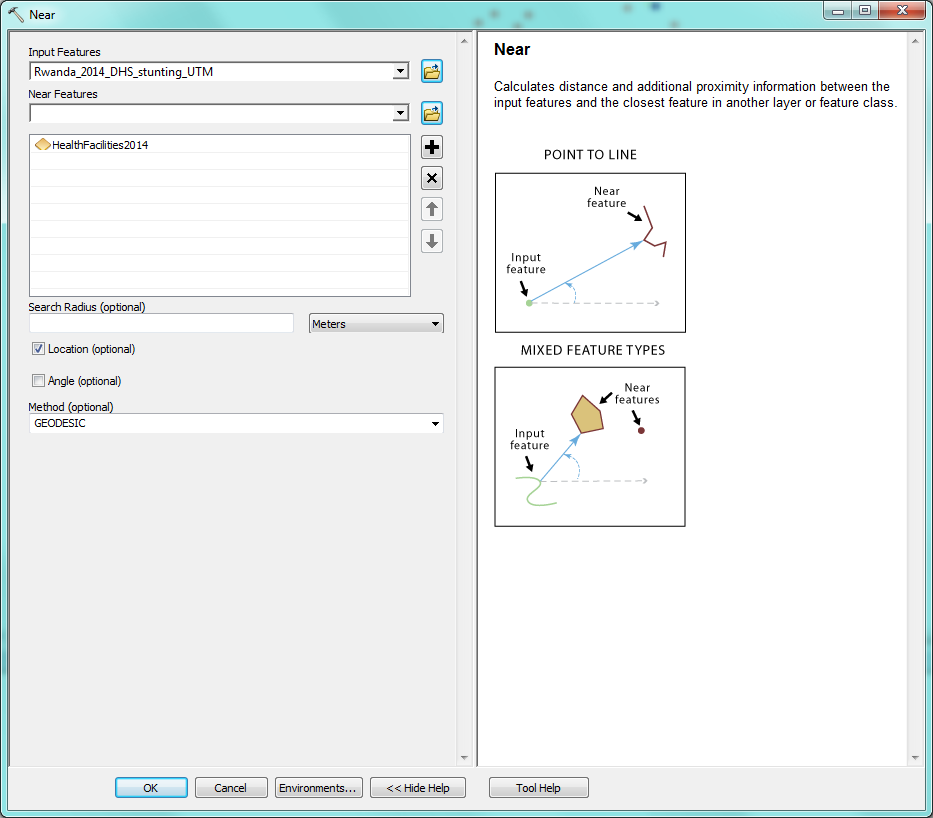 Near
Input Features
Rwanda_2014_DHS_stunting_UTM
Near Features
HealthFacilities2014
Search Radius (optional)
Meters
Location (optional)
Angle (optional)
Method (optional)
GEODESIC
OK
Cancel
Environments...
<< Hide Help
Near
Calculates distance and additional proximity information between the
input features and the closest feature in another layer or feature class.
POINT TO LINE
Near
feature
Input
feature
MIXED FEATURE TYPES
Near
features
Input
feature
Tool Help